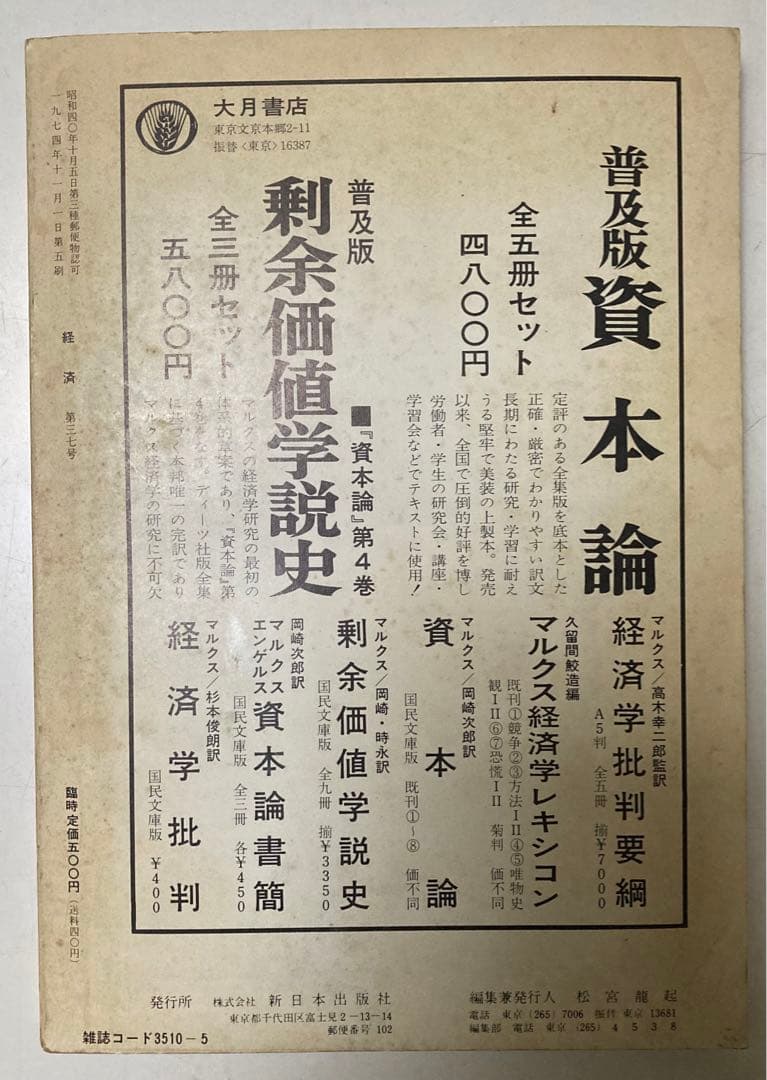 大月書店
東京文京本郷2-11
振替〈東京〉16387
普及版 資本論
全五冊セット
四八〇〇円
定評のある全集版を底本とした
正確・厳密でわかりやすい訳文
長期にわたる研究・学習に耐え
うる堅牢で美装の上製本。発売
以来、全国で圧倒的好評を博し
労働者・学生の研究会・講座・
学習会などでテキストに使用！
普及版
剰余価値学説史
■『資本論』第4巻
全三冊セット
五八〇〇円
マルクスの経済学研究の最初の
体系的草案であり、『資本論』第
4巻をなす。ディーツ社版全集
に基づく本邦唯一の完訳であり
マルクス経済学の研究に不可欠
マルクス／高木幸二郎監訳
経済学批判要綱
A5判 全五冊 揃¥7000
久留間鮫造編
マルクス経済学レキシコン
既刊①競争②③方法ⅠⅡ④⑤唯物史
観ⅠⅡ⑥⑦恐慌ⅠⅡ 菊判 価不同
マルクス／岡崎次郎訳
資本論
国民文庫版 既刊①〜⑧ 価不同
マルクス／岡崎・時永訳
剰余価値学説史
国民文庫版 全九冊 揃¥3350
岡崎次郎訳
マルクス
エンゲルス 資本論書簡
国民文庫版 全三冊 各¥450
マルクス／杉本俊朗訳
経済学批判
国民文庫版 ¥400
昭和四〇年十月五日第三種郵便物認可
一九七四年十一月一日第五刷
経済 第三七号
臨時定価五〇〇円（送料四〇円）
編集兼発行人 松宮龍起
電話 東京(265)7006 振替 東京 13681
編集部 電話 東京(265)4538
発行所 株式会社 新日本出版社
東京都千代田区富士見2-13-14
郵便番号 102
雑誌コード3510-5